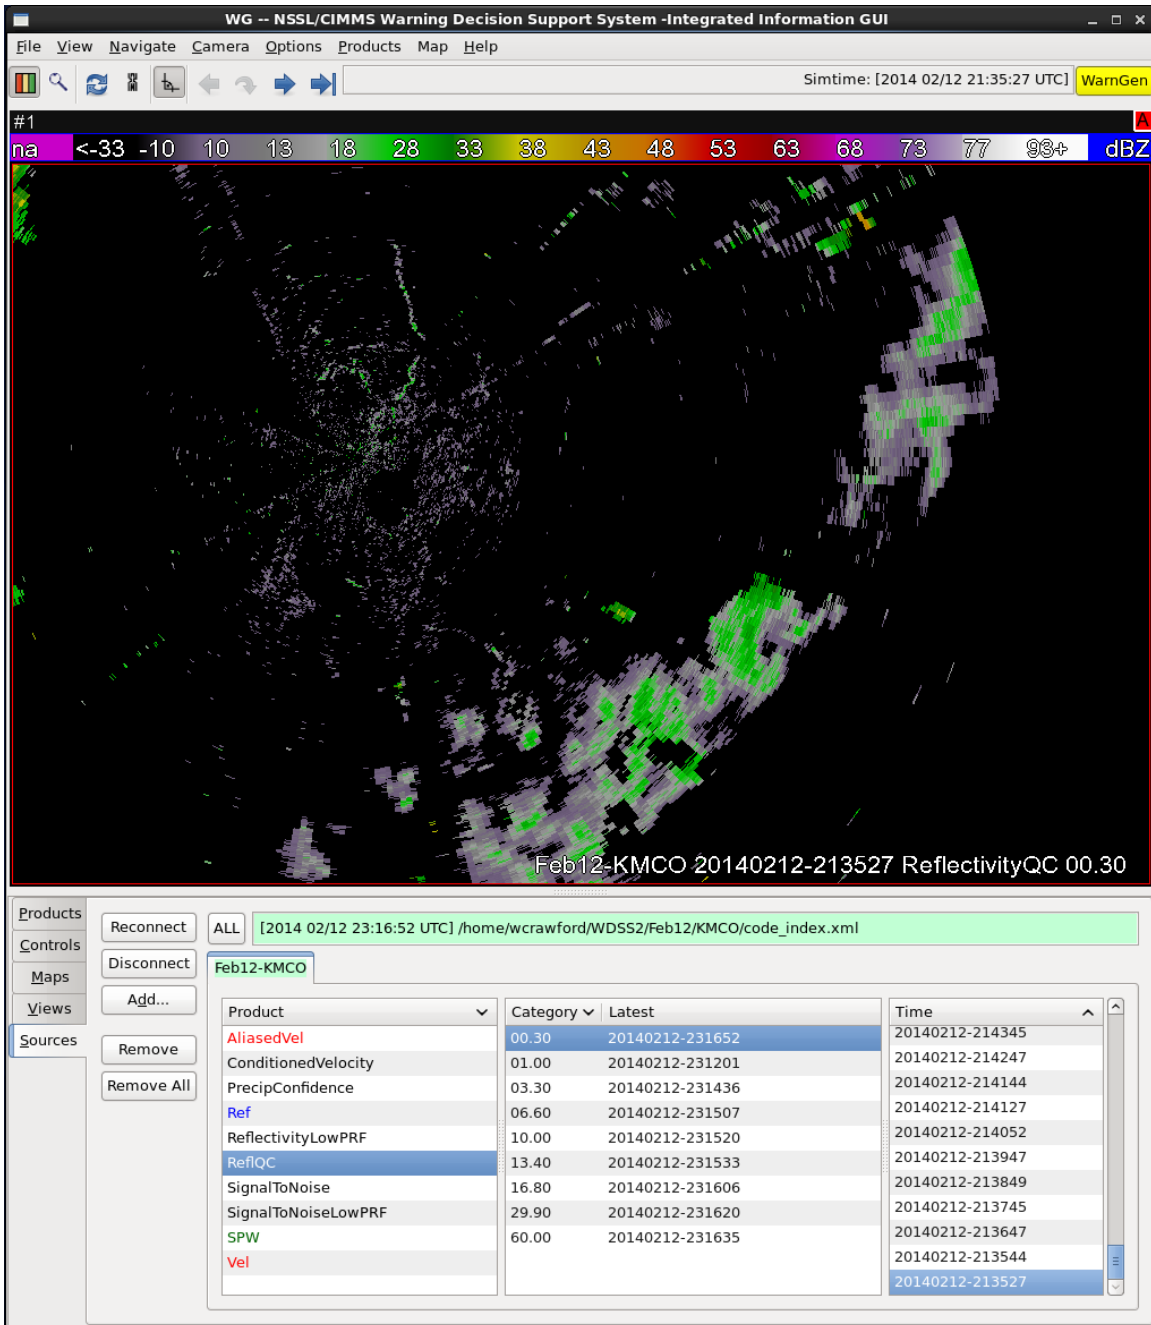 WG -- NSSL/CIMMS Warning Decision Support System -Integrated Information GUI
File View Navigate Camera Options Products Map Help
Simtime: [2014 02/12 21:35:27 UTC] WarnGen
#1 A
na <-33 -10 10 13 18 28 33 38 43 48 53 63 68 73 77 93+ dBZ
Feb12-KMCO 20140212-213527 ReflectivityQC 00.30
Products
Controls
Maps
Views
Sources
Reconnect
Disconnect
Add...
Remove
Remove All
ALL [2014 02/12 23:16:52 UTC] /home/wcrawford/WDSS2/Feb12/KMCO/code_index.xml
Feb12-KMCO
Product
AliasedVel
ConditionedVelocity
PrecipConfidence
Ref
ReflectivityLowPRF
ReflQC
SignalToNoise
SignalToNoiseLowPRF
SPW
Vel
Category Latest
00.30 20140212-231652
01.00 20140212-231201
03.30 20140212-231436
06.60 20140212-231507
10.00 20140212-231520
13.40 20140212-231533
16.80 20140212-231606
29.90 20140212-231620
60.00 20140212-231635
Time
20140212-214345
20140212-214247
20140212-214144
20140212-214127
20140212-214052
20140212-213947
20140212-213849
20140212-213745
20140212-213647
20140212-213544
20140212-213527